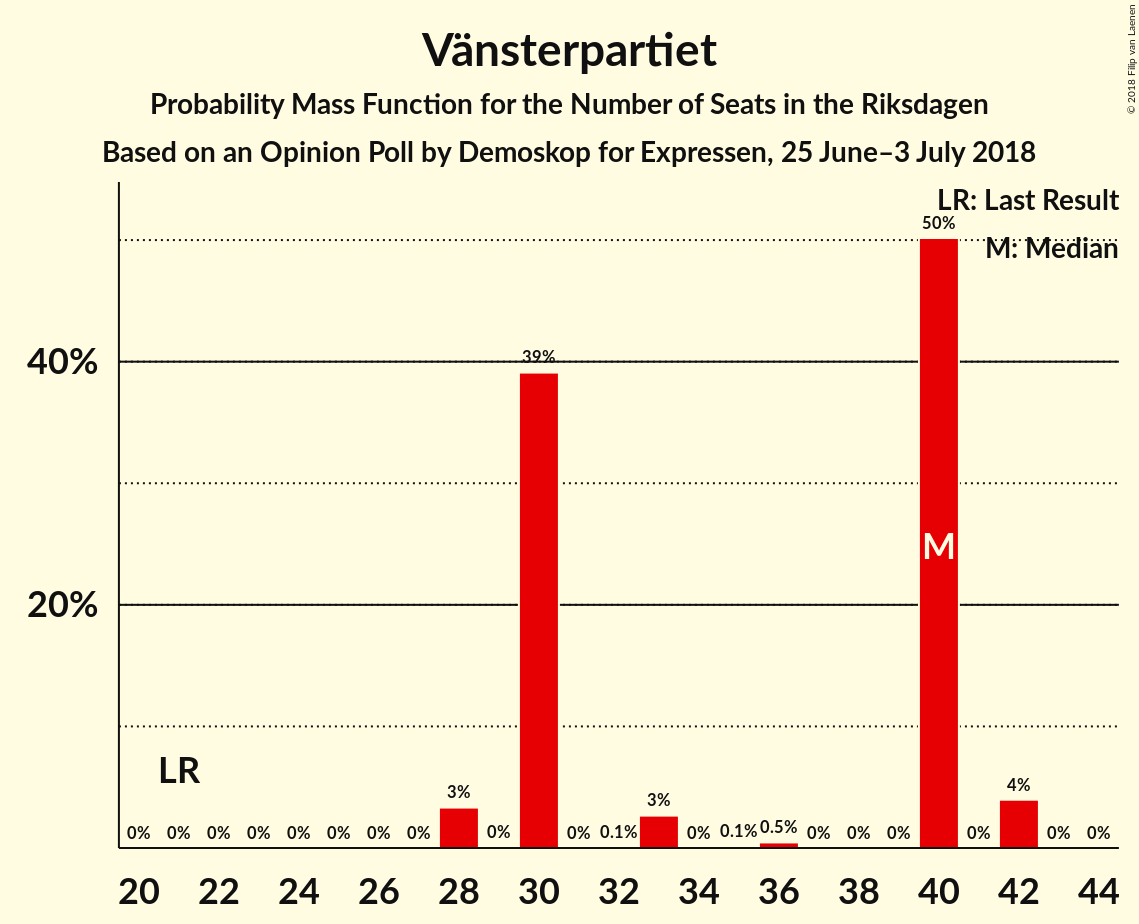 Vänsterpartiet
Probability Mass Function for the Number of Seats in the Riksdagen
Based on an Opinion Poll by Demoskop for Expressen, 25 June–3 July 2018
© 2018 Filip van Laenen
LR: Last Result
M: Median
50%
40%
39%
M
20%
LR
0% 0% 0% 0% 0% 0% 0% 0% 3% 0% 0% 0.1% 3% 0% 0.1% 0.5% 0% 0% 0% 0% 4% 0% 0%
20 22 24 26 28 30 32 34 36 38 40 42 44